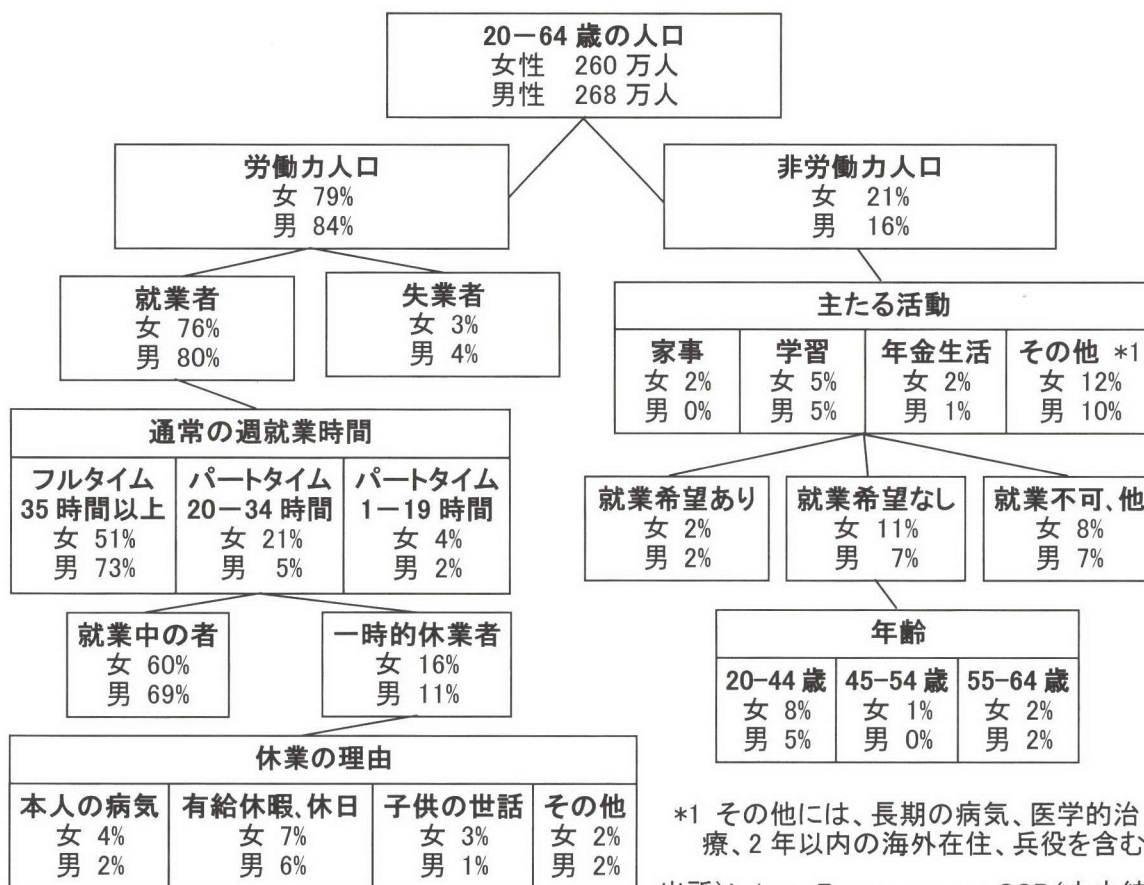 20－64 歳の人口
女性 260 万人
男性 268 万人
労働力人口
女 79%
男 84%
非労働力人口
女 21%
男 16%
就業者
女 76%
男 80%
失業者
女 3%
男 4%
主たる活動
家事
女 2%
男 0%
学習
女 5%
男 5%
年金生活
女 2%
男 1%
その他 *1
女 12%
男 10%
通常の週就業時間
フルタイム
35 時間以上
女 51%
男 73%
パートタイム
20－34 時間
女 21%
男 5%
パートタイム
1－19 時間
女 4%
男 2%
就業希望あり
女 2%
男 2%
就業希望なし
女 11%
男 7%
就業不可、他
女 8%
男 7%
就業中の者
女 60%
男 69%
一時的休業者
女 16%
男 11%
年齢
20-44 歳
女 8%
男 5%
45-54 歳
女 1%
男 0%
55-64 歳
女 2%
男 2%
休業の理由
本人の病気
女 4%
男 2%
有給休暇、休日
女 7%
男 6%
子供の世話
女 3%
男 1%
その他
女 2%
男 2%
*1 その他には、長期の病気、医学的治
療、2 年以内の海外在住、兵役を含む